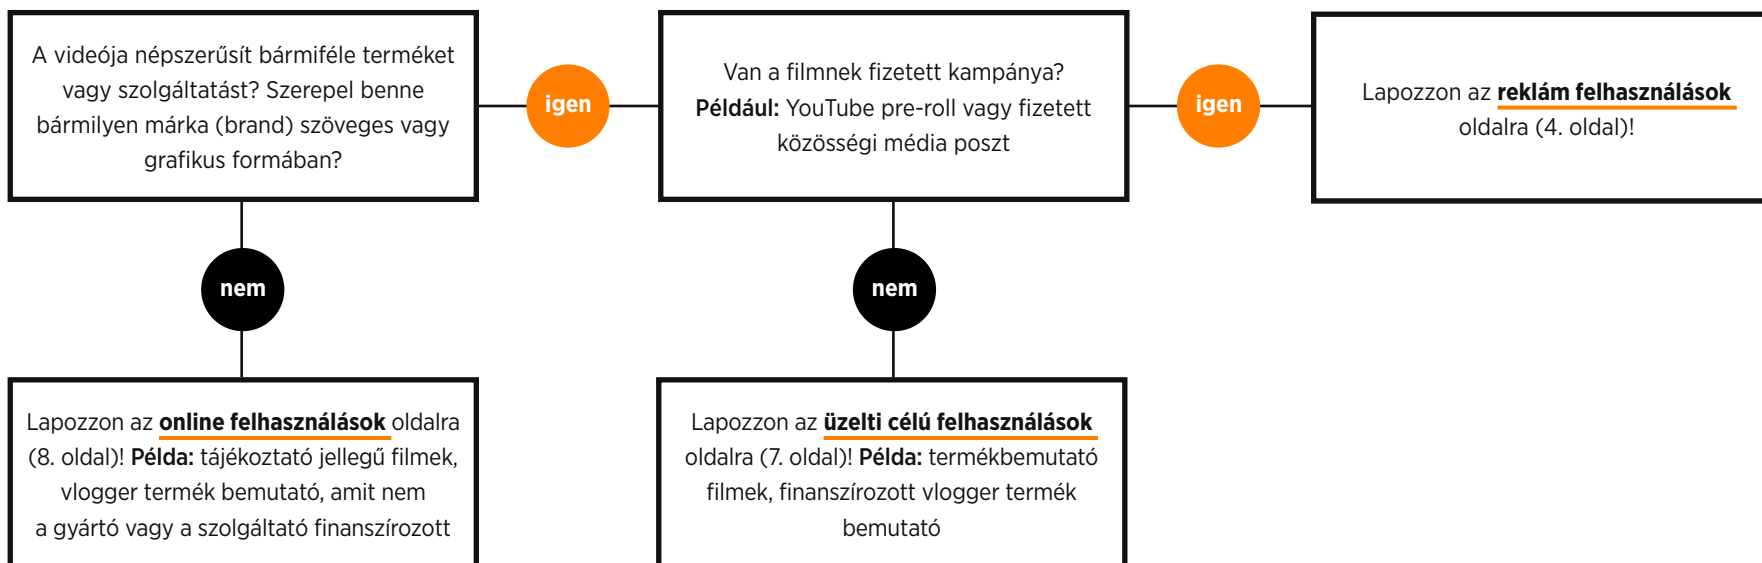 A videója népszerűsít bármiféle terméket
vagy szolgáltatást? Szerepel benne
bármilyen márka (brand) szöveges vagy
grafikus formában?
igen
Van a filmnek fizetett kampánya?
Például: YouTube pre-roll vagy fizetett
közösségi média poszt
igen
Lapozzon az reklám felhasználások
oldalra (4. oldal)!
nem
nem
Lapozzon az online felhasználások oldalra
(8. oldal)! Példa: tájékoztató jellegű filmek,
vlogger termék bemutató, amit nem
a gyártó vagy a szolgáltató finanszírozott
Lapozzon az üzelti célú felhasználások
oldalra (7. oldal)! Példa: termékbemutató
filmek, finanszírozott vlogger termék
bemutató